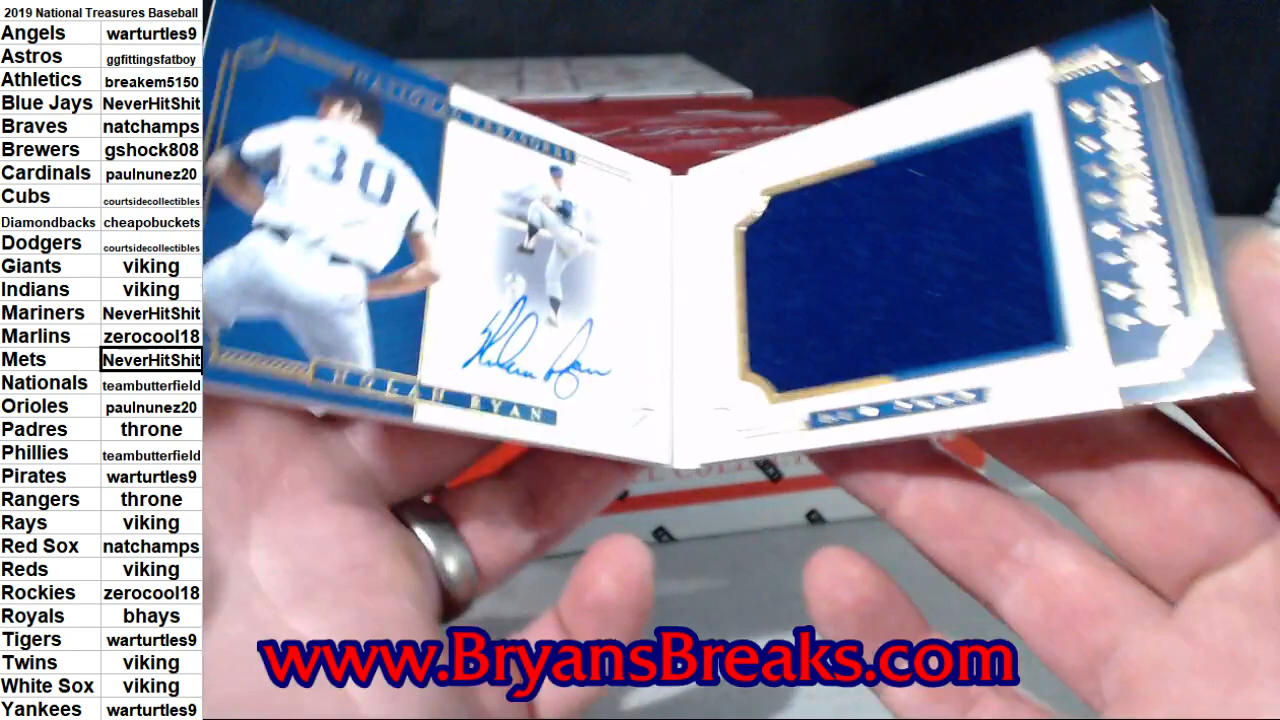 2019 National Treasures Baseball
Angels warturtles9
Astros ggfittingsfatboy
Athletics breakem5150
Blue Jays NeverHitShit
Braves natchamps
Brewers gshock808
Cardinals paulnunez20
Cubs courtsidecollectibles
Diamondbacks cheapobuckets
Dodgers courtsidecollectibles
Giants viking
Indians viking
Mariners NeverHitShit
Marlins zerocool18
Mets NeverHitShit
Nationals teambutterfield
Orioles paulnunez20
Padres throne
Phillies teambutterfield
Pirates warturtles9
Rangers throne
Rays viking
Red Sox natchamps
Reds viking
Rockies zerocool18
Royals bhays
Tigers warturtles9
Twins viking
White Sox viking
Yankees warturtles9
NATIONAL TREASURES
30
Nolan Ryan
NOLAN RYAN
www.BryansBreaks.com